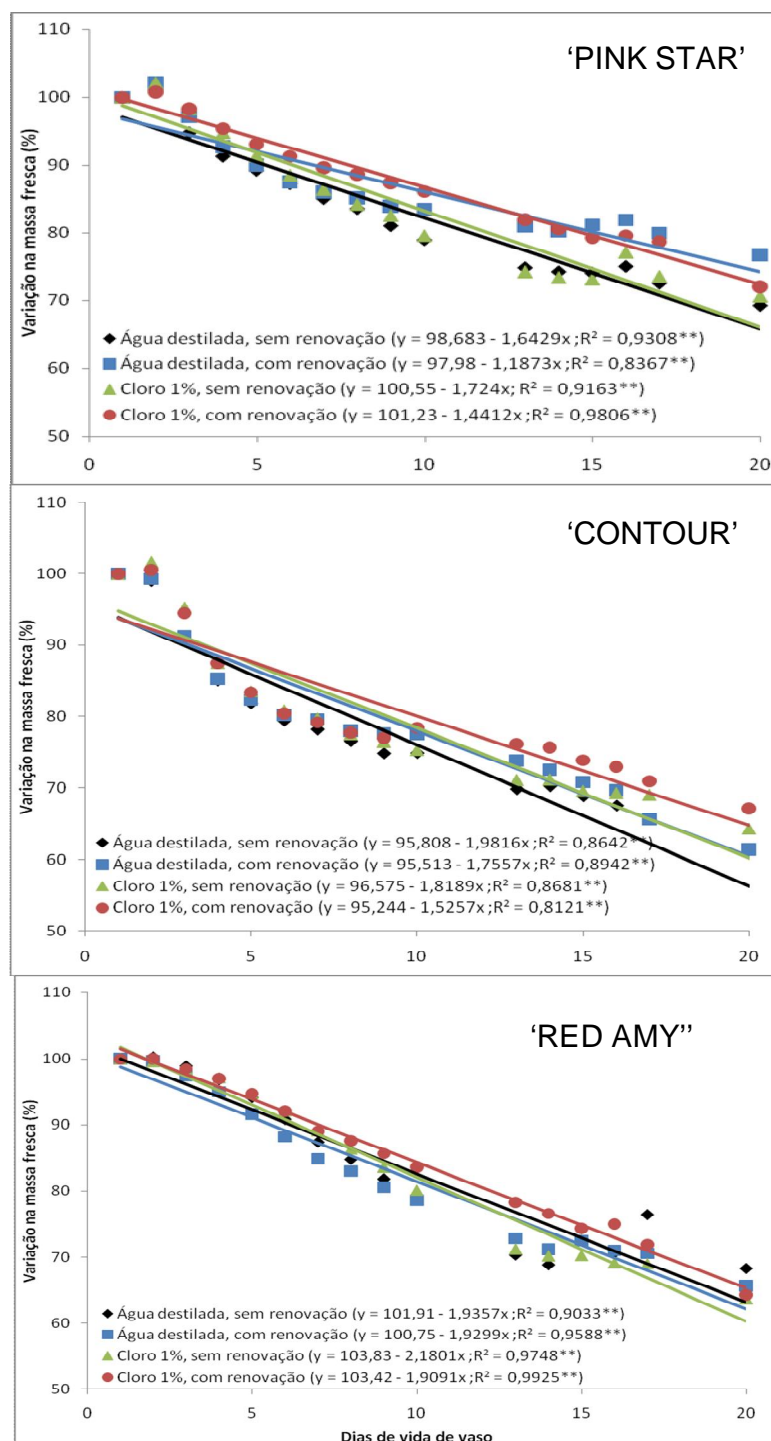 ‘PINK STAR’
Variação na massa fresca (%)
110
100
90
80
70
60
50
Água destilada, sem renovação (y = 98,683 - 1,6429x ;R² = 0,9308**)
Água destilada, com renovação (y = 97,98 - 1,1873x ;R² = 0,8367**)
Cloro 1%, sem renovação (y = 100,55 - 1,724x; R² = 0,9163**)
Cloro 1%, com renovação (y = 101,23 - 1,4412x ;R² = 0,9806**)
0 5 10 15 20
‘CONTOUR’
Variação na massa fresca (%)
110
100
90
80
70
60
50
Água destilada, sem renovação (y = 95,808 - 1,9816x ;R² = 0,8642**)
Água destilada, com renovação (y = 95,513 - 1,7557x ;R² = 0,8942**)
Cloro 1%, sem renovação (y = 96,575 - 1,8189x ;R² = 0,8681**)
Cloro 1%, com renovação (y = 95,244 - 1,5257x ;R² = 0,8121**)
0 5 10 15 20
‘RED AMY’’
Variação na massa fresca (%)
110
100
90
80
70
60
50
Água destilada, sem renovação (y = 101,91 - 1,9357x ;R² = 0,9033**)
Água destilada, com renovação (y = 100,75 - 1,9299x ;R² = 0,9588**)
Cloro 1%, sem renovação (y = 103,83 - 2,1801x ;R² = 0,9748**)
Cloro 1%, com renovação (y = 103,42 - 1,9091x ;R² = 0,9925**)
0 5 10 15 20
Dias de vida de vaso